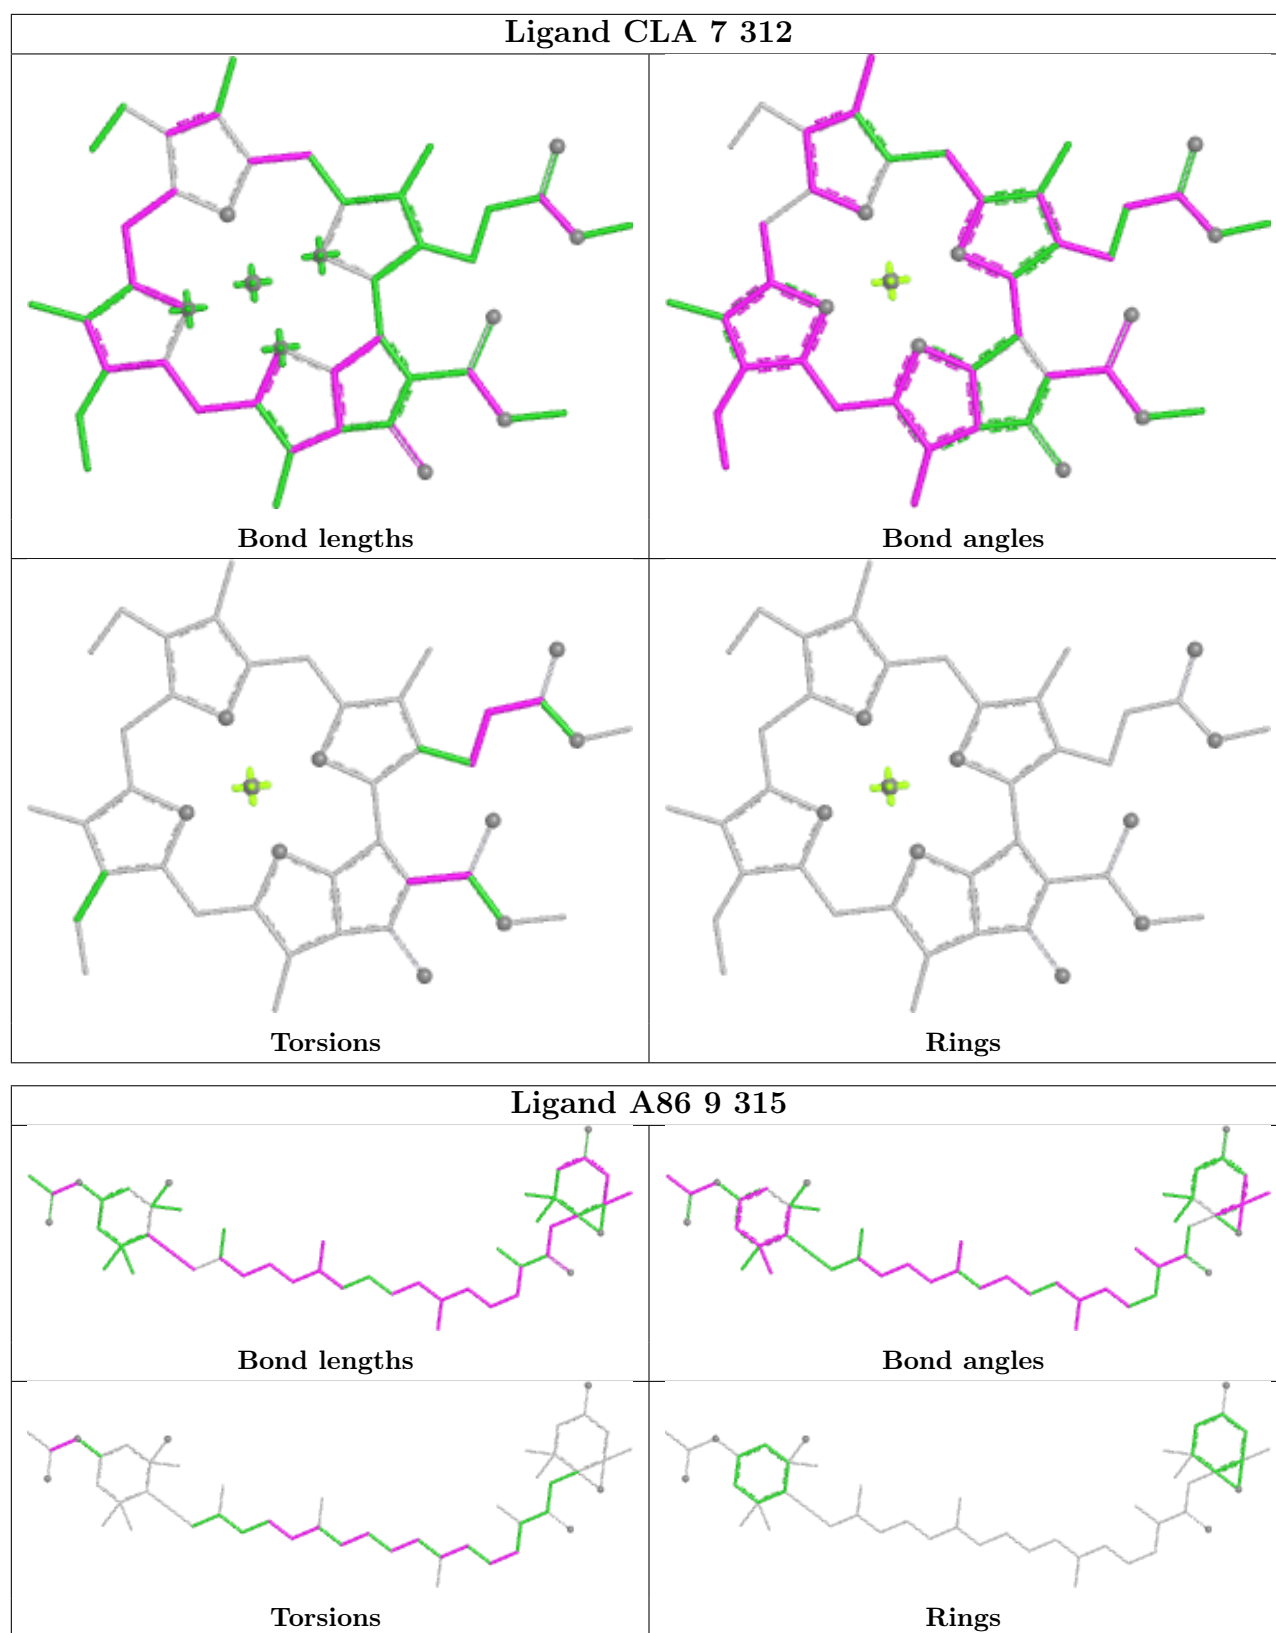 Ligand CLA 7 312
Bond lengths
Bond angles
Torsions
Rings
Ligand A86 9 315
Bond lengths
Bond angles
Torsions
Rings